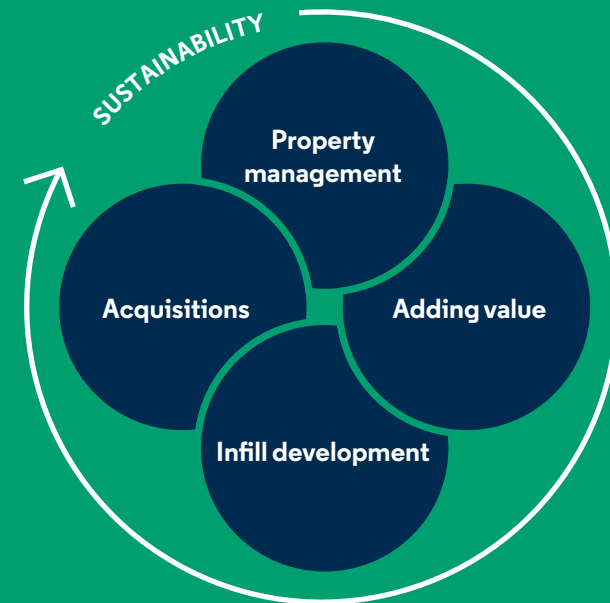 SUSTAINABILITY
Property
management
Acquisitions
Adding value
Infill development